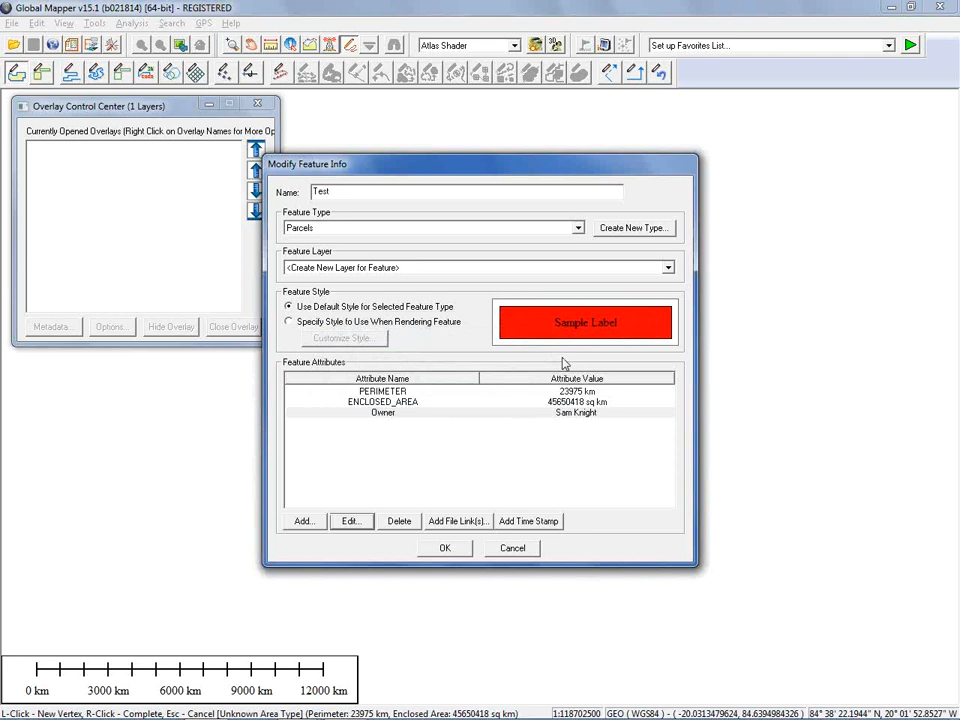 Global Mapper v15.1 (b021814) [64-bit] - REGISTERED
File Edit View Tools Analysis Search GPS Help
Atlas Shader
Set up Favorites List...
Overlay Control Center (1 Layers)
Currently Opened Overlays (Right Click on Overlay Names for More Op
Metadata... Options... Hide Overlay Close Overlay
Modify Feature Info
Name: Test
Feature Type
Parcels
Create New Type...
Feature Layer
<Create New Layer for Feature>
Feature Style
Use Default Style for Selected Feature Type
Specify Style to Use When Rendering Feature
Customize Style...
Sample Label
Feature Attributes
Attribute Name Attribute Value
PERIMETER 23975 km
ENCLOSED_AREA 45650418 sq km
Owner Sam Knight
Add... Edit... Delete Add File Link(s)... Add Time Stamp
OK Cancel
0 km 3000 km 6000 km 9000 km 12000 km
L-Click - New Vertex, R-Click - Complete, Esc - Cancel [Unknown Area Type] (Perimeter: 23975 km, Enclosed Area: 45650418 sq km)
1:118702500 GEO (WGS84) - ( -20.0313479624, 84.6394984326 ) 84° 38' 22.1944" N, 20° 01' 52.8527" W